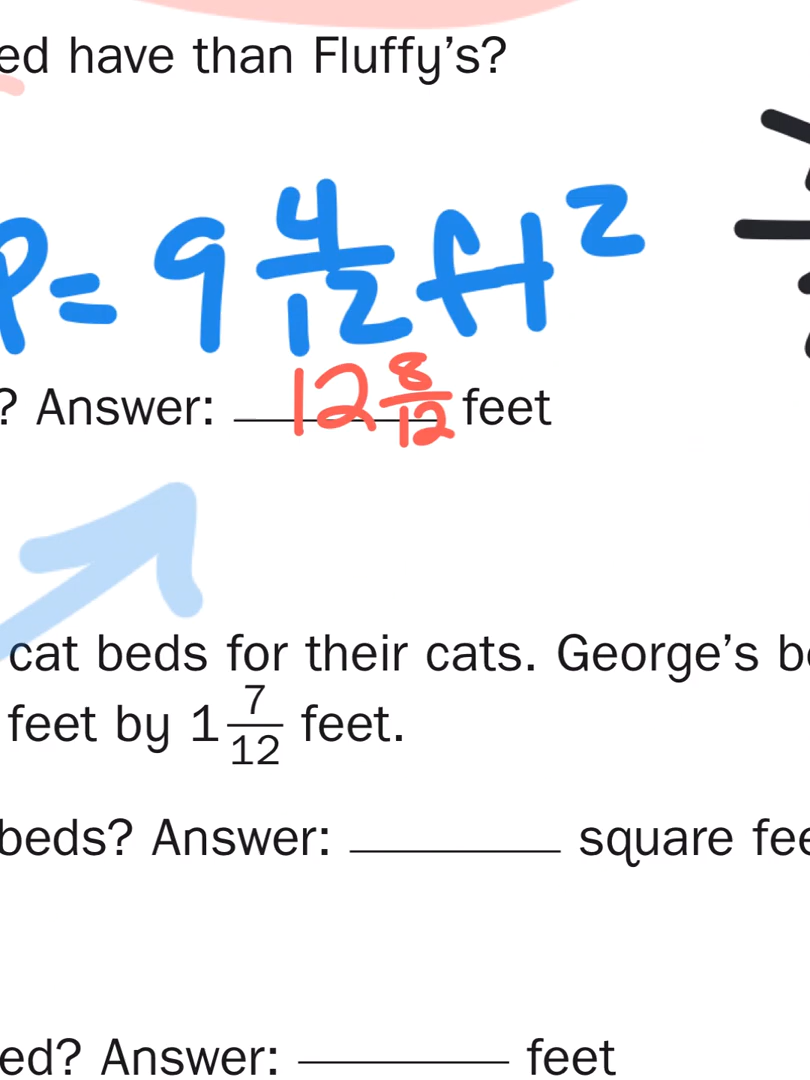 ed have than Fluffy's?
P= 9 4/12 ft²
? Answer: 12 8/12 feet
cat beds for their cats. George's b
feet by 1 7/12 feet.
beds? Answer: ________ square fee
ed? Answer: ________ feet